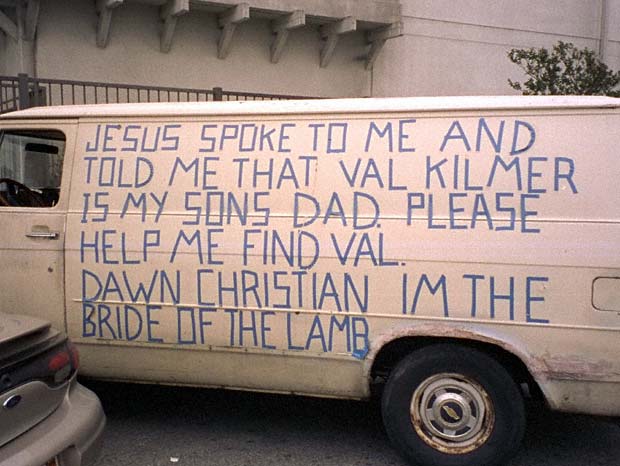 JESUS SPOKE TO ME AND
TOLD ME THAT VAL KILMER
IS MY SONS DAD. PLEASE
HELP ME FIND VAL.
DAWN CHRISTIAN IM THE
BRIDE OF THE LAMB